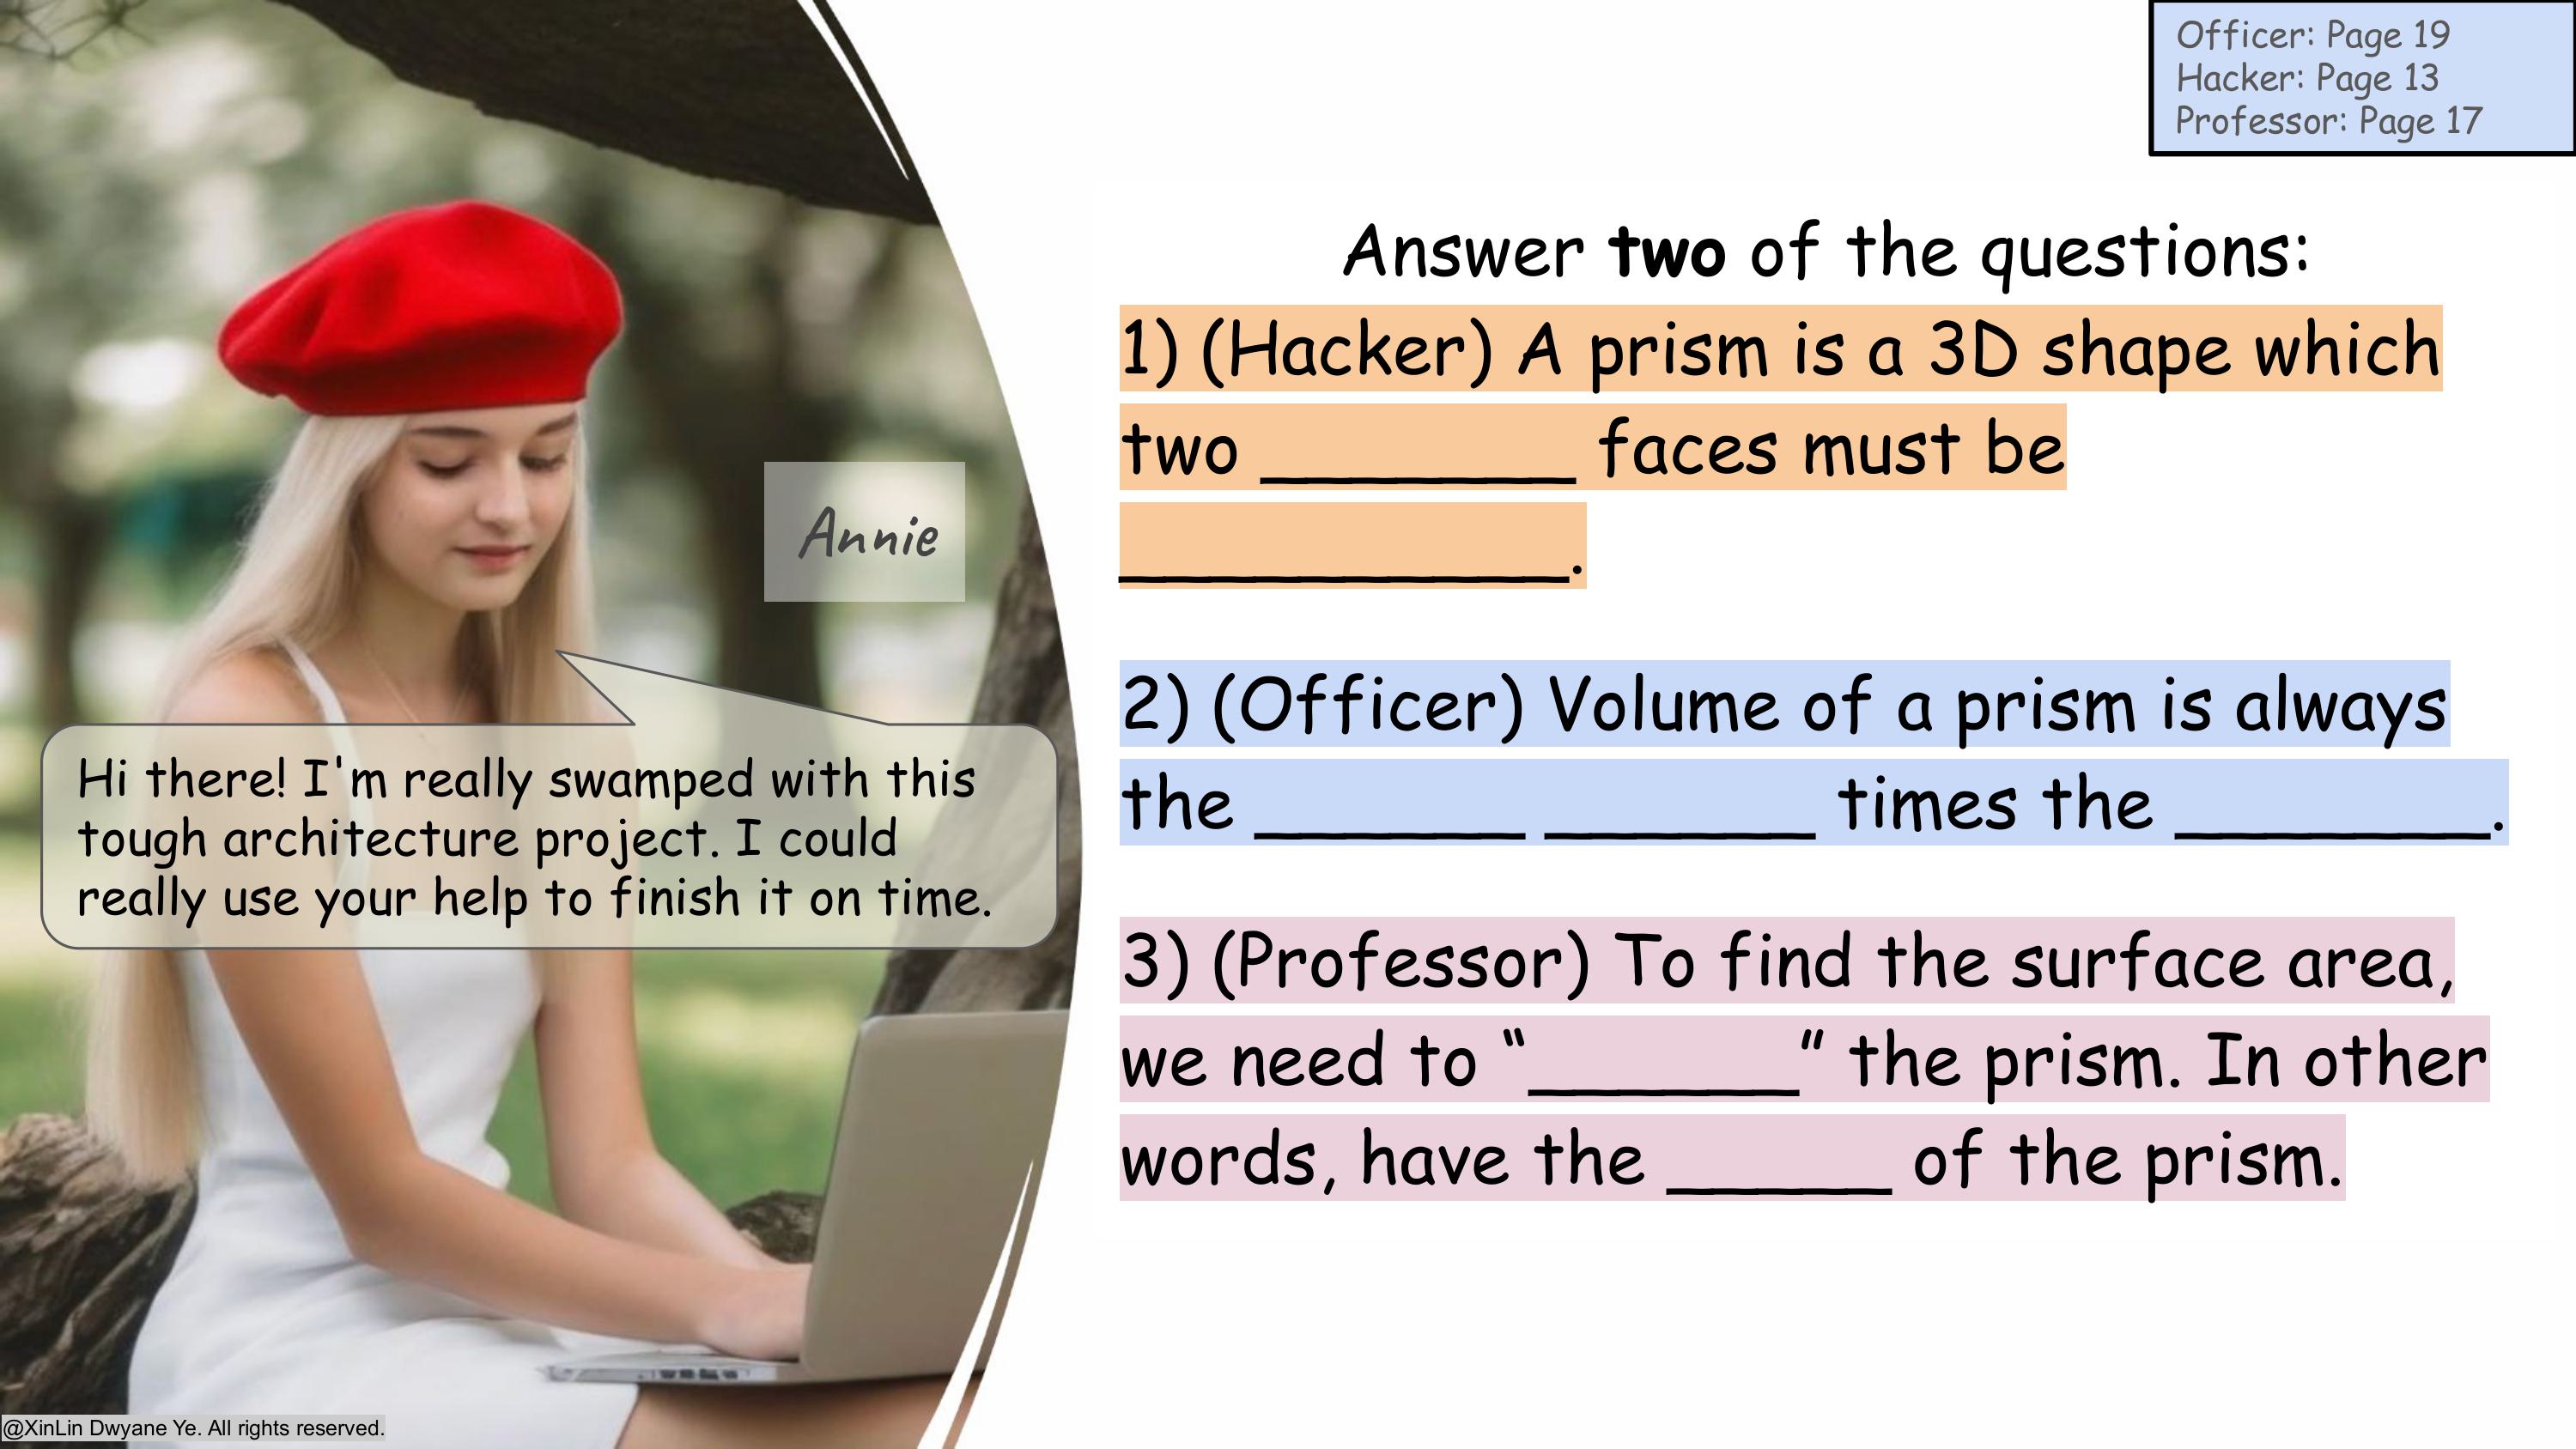 Officer: Page 19
Hacker: Page 13
Professor: Page 17
Answer two of the questions:
1) (Hacker) A prism is a 3D shape which
two _______ faces must be
__________.
2) (Officer) Volume of a prism is always
the ______ ______ times the _______.
3) (Professor) To find the surface area,
we need to “______” the prism. In other
words, have the _____ of the prism.
Annie
Hi there! I'm really swamped with this
tough architecture project. I could
really use your help to finish it on time.
@XinLin Dwyane Ye. All rights reserved.